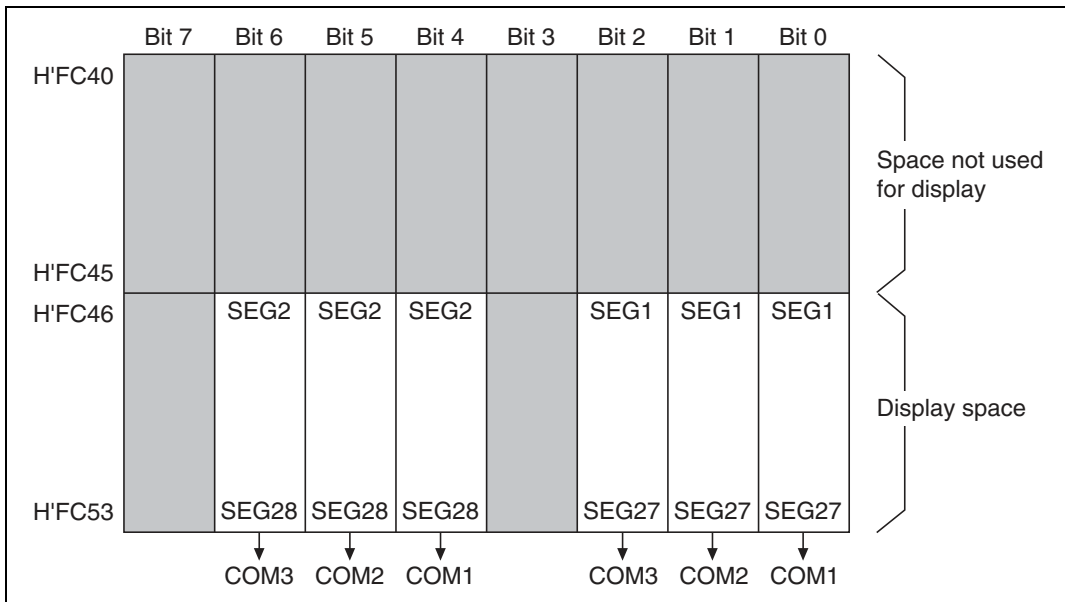 Bit 7 Bit 6 Bit 5 Bit 4 Bit 3 Bit 2 Bit 1 Bit 0
H'FC40
Space not used
for display
H'FC45
H'FC46 SEG2 SEG2 SEG2 SEG1 SEG1 SEG1
Display space
H'FC53 SEG28 SEG28 SEG28 SEG27 SEG27 SEG27
COM3 COM2 COM1 COM3 COM2 COM1